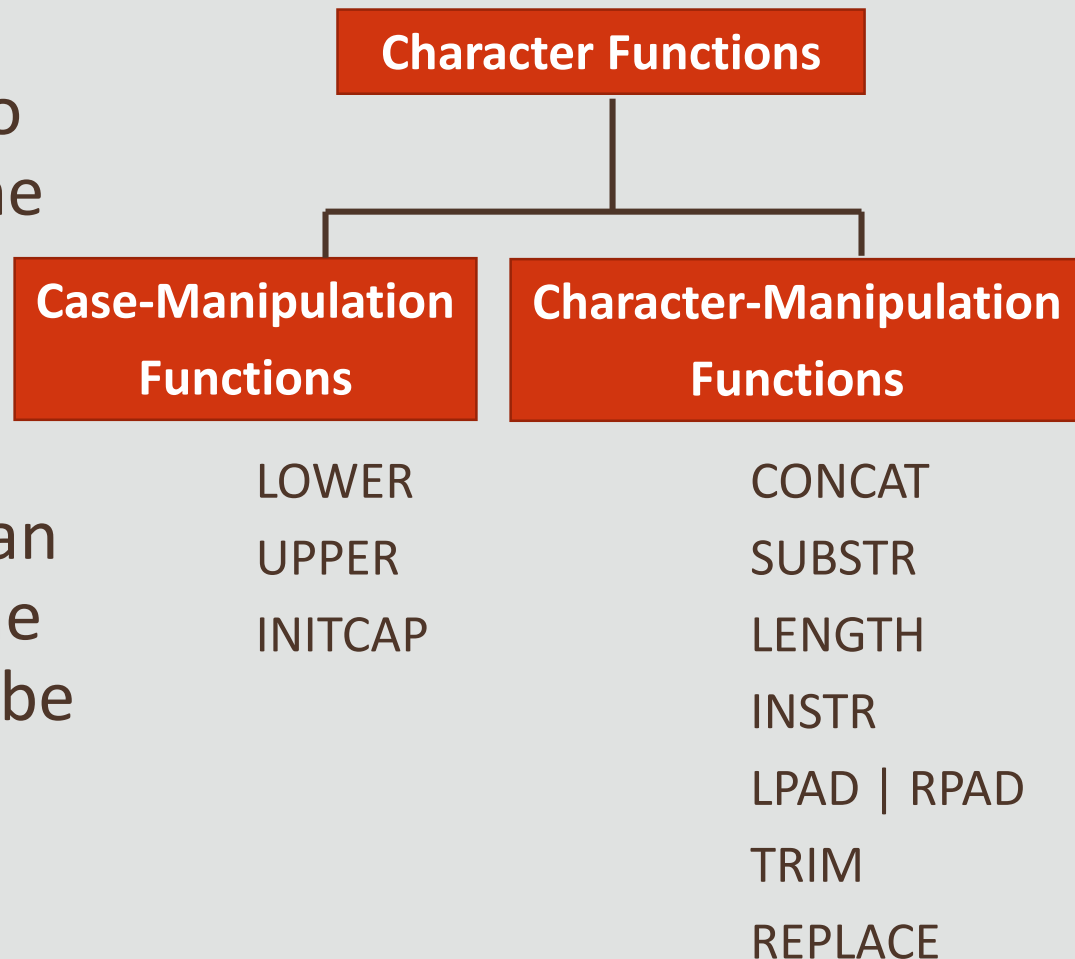 Character Functions
Case-Manipulation
Functions
Character-Manipulation
Functions
LOWER
UPPER
INITCAP
CONCAT
SUBSTR
LENGTH
INSTR
LPAD | RPAD
TRIM
REPLACE
be